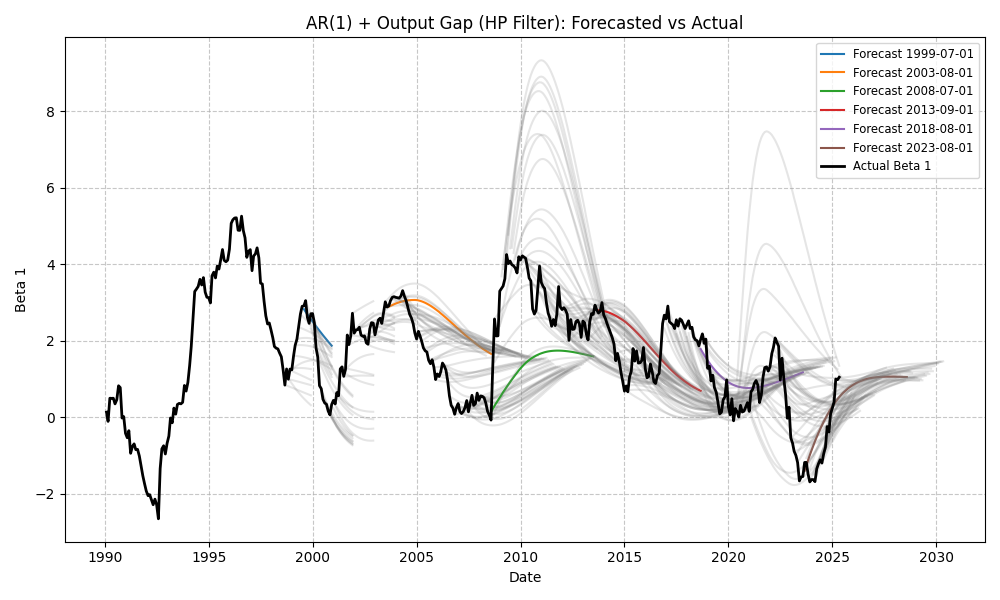 AR(1) + Output Gap (HP Filter): Forecasted vs Actual
Forecast 1999-07-01
Forecast 2003-08-01
Forecast 2008-07-01
Forecast 2013-09-01
Forecast 2018-08-01
Forecast 2023-08-01
Actual Beta 1
Beta 1
8
6
4
2
0
−2
1990 1995 2000 2005 2010 2015 2020 2025 2030
Date